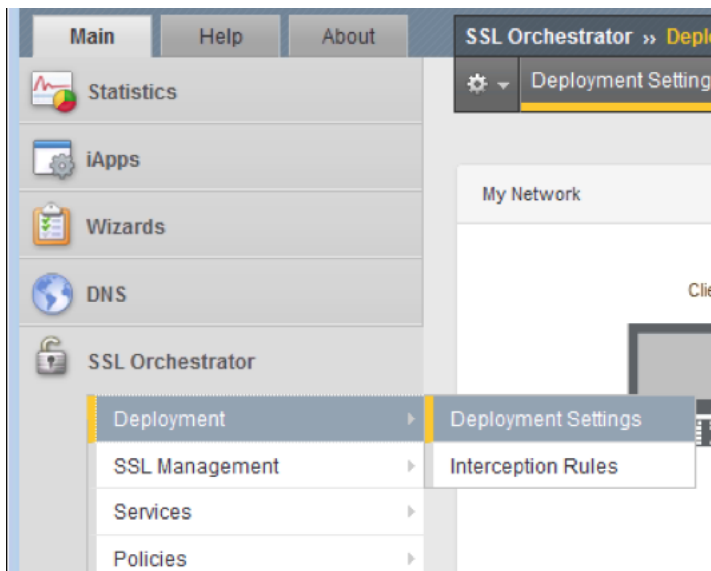 Main Help About
SSL Orchestrator »
Deployment Setting
Statistics
iApps
My Network
Wizards
DNS
SSL Orchestrator
Deployment
Deployment Settings
SSL Management
Interception Rules
Services
Policies